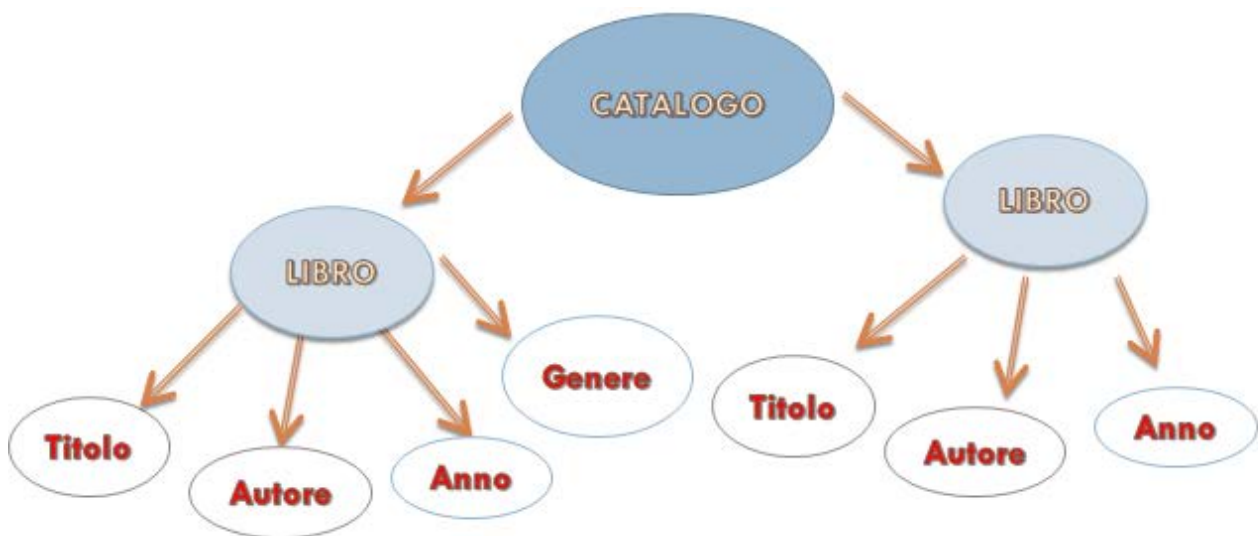 CATALOGO
LIBRO
LIBRO
Genere
Titolo
Autore
Anno
Titolo
Autore
Anno